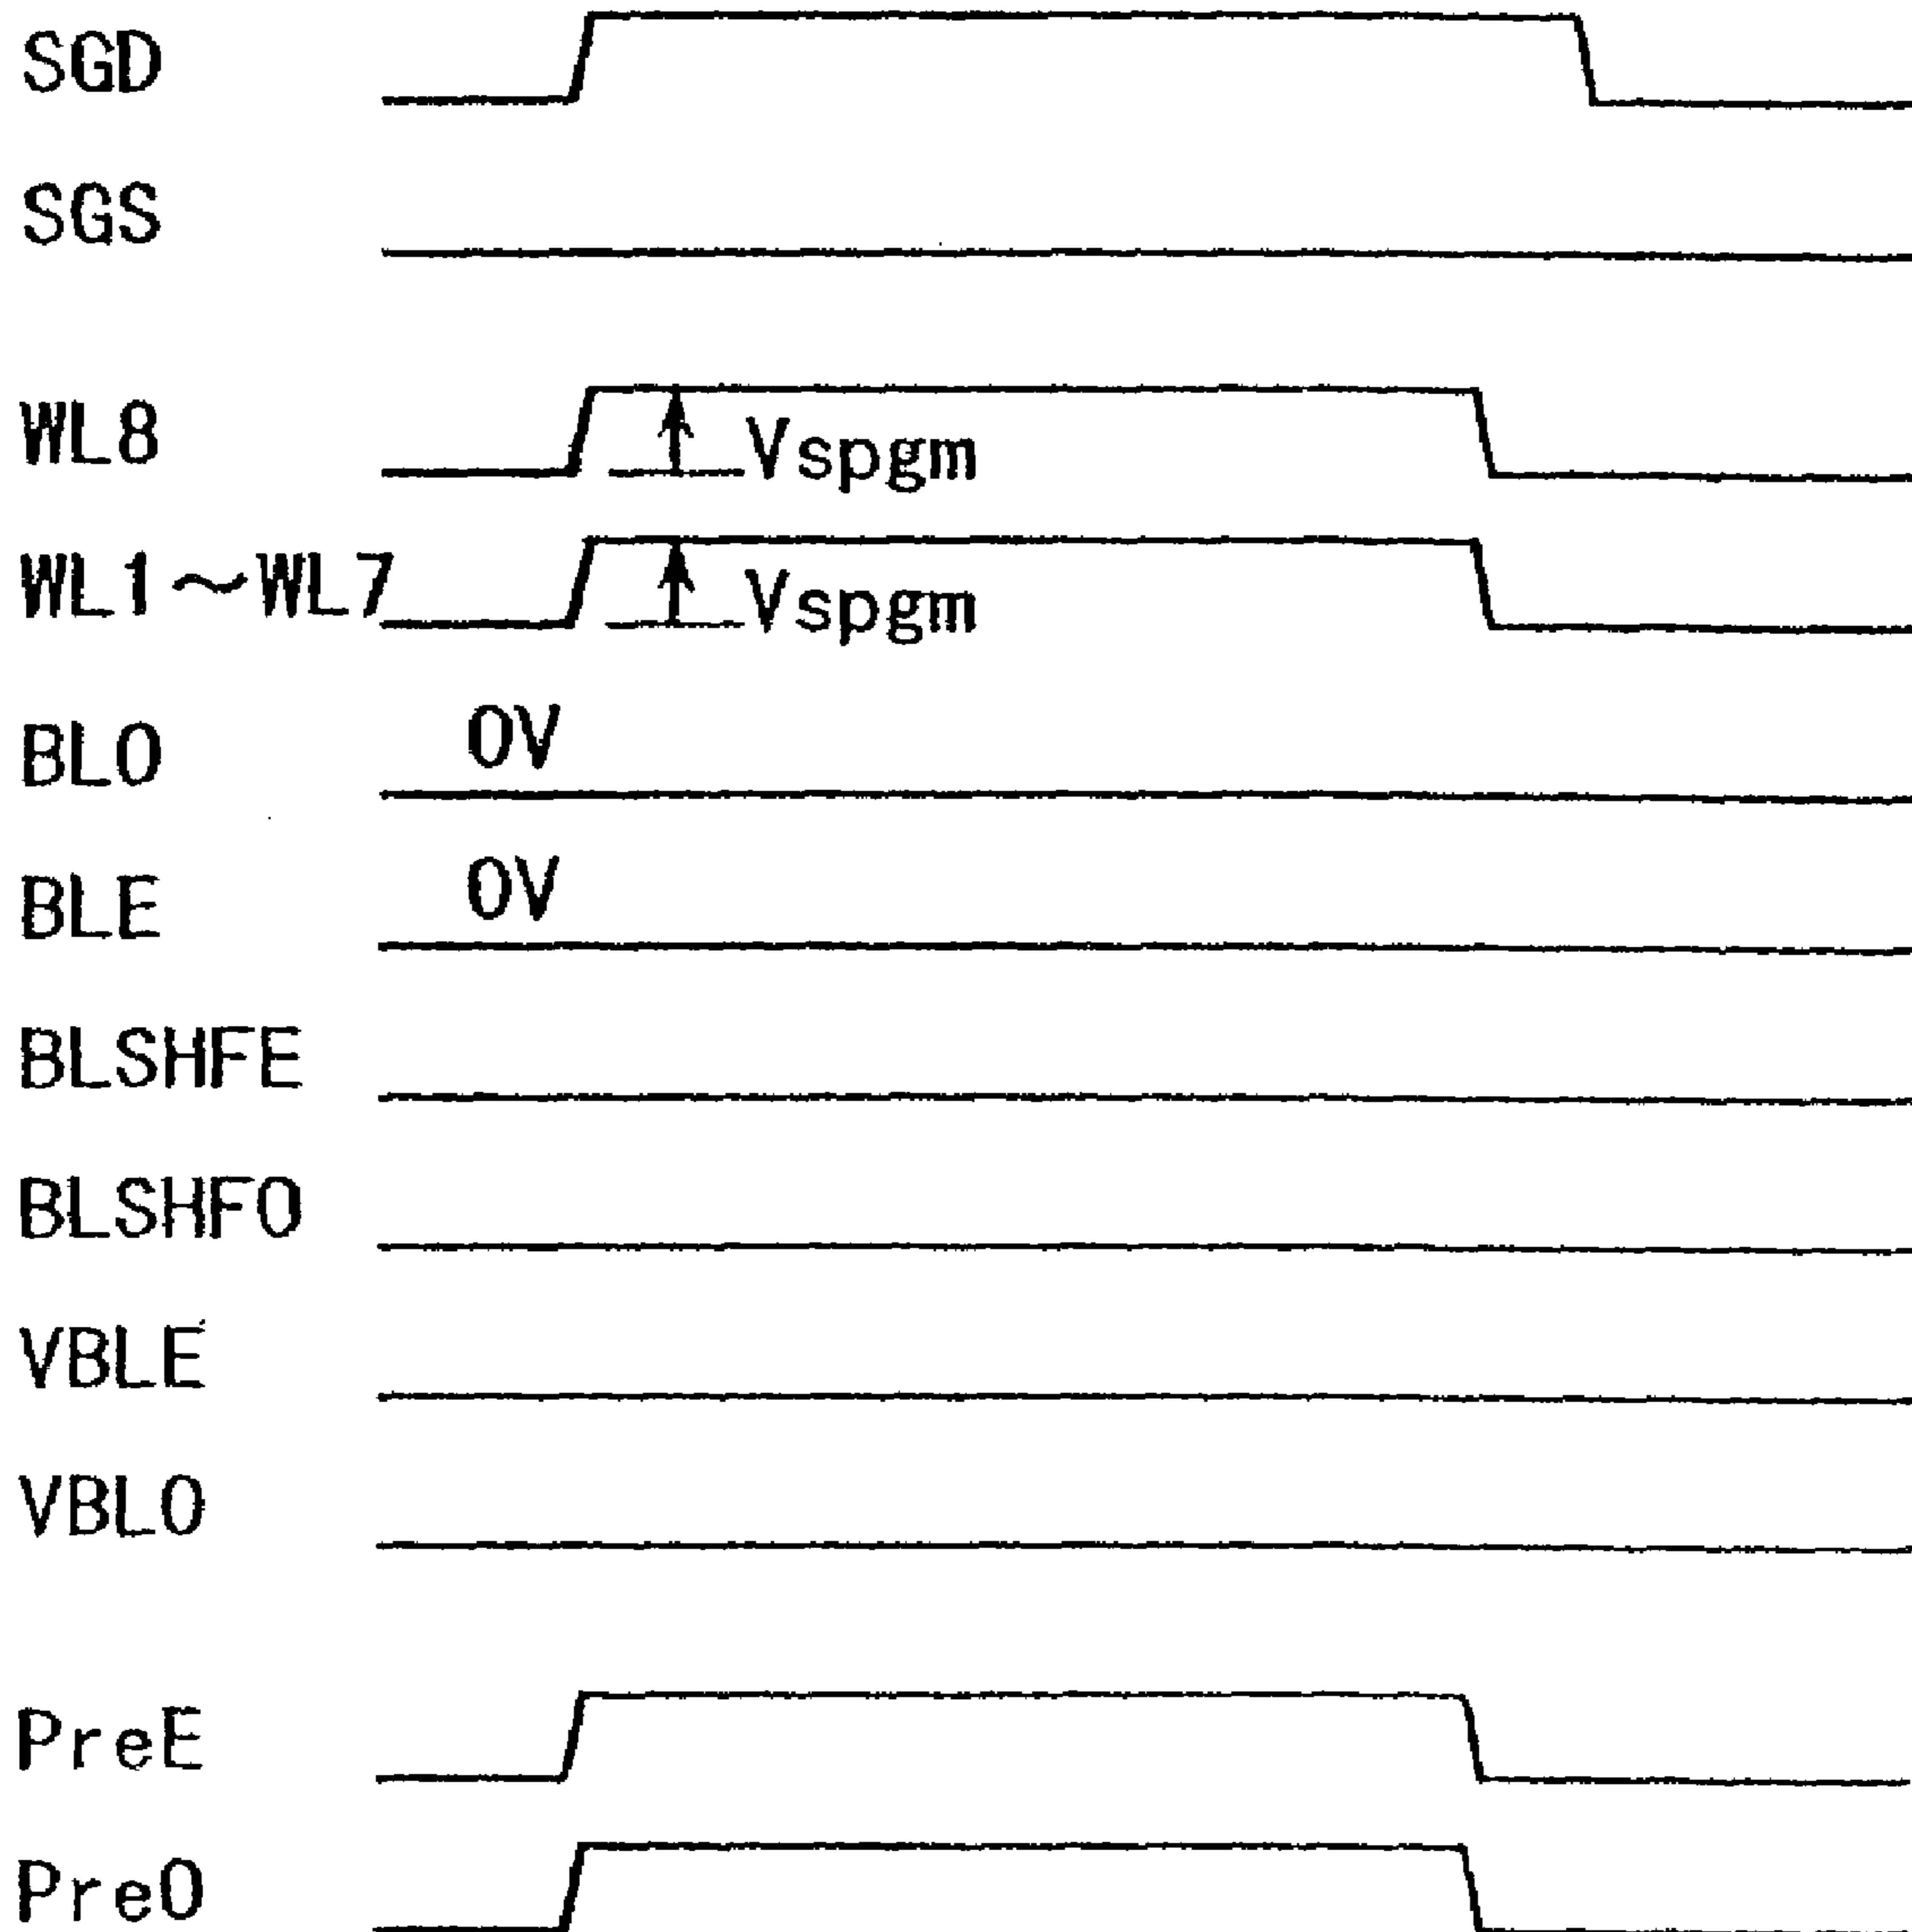 SGD
SGS
WL8 Vspgm
WL1～WL7 Vspgm
BLO 0V
BLE 0V
BLSHFE
BLSHFO
VBLE
VBLO
PreE
PreO